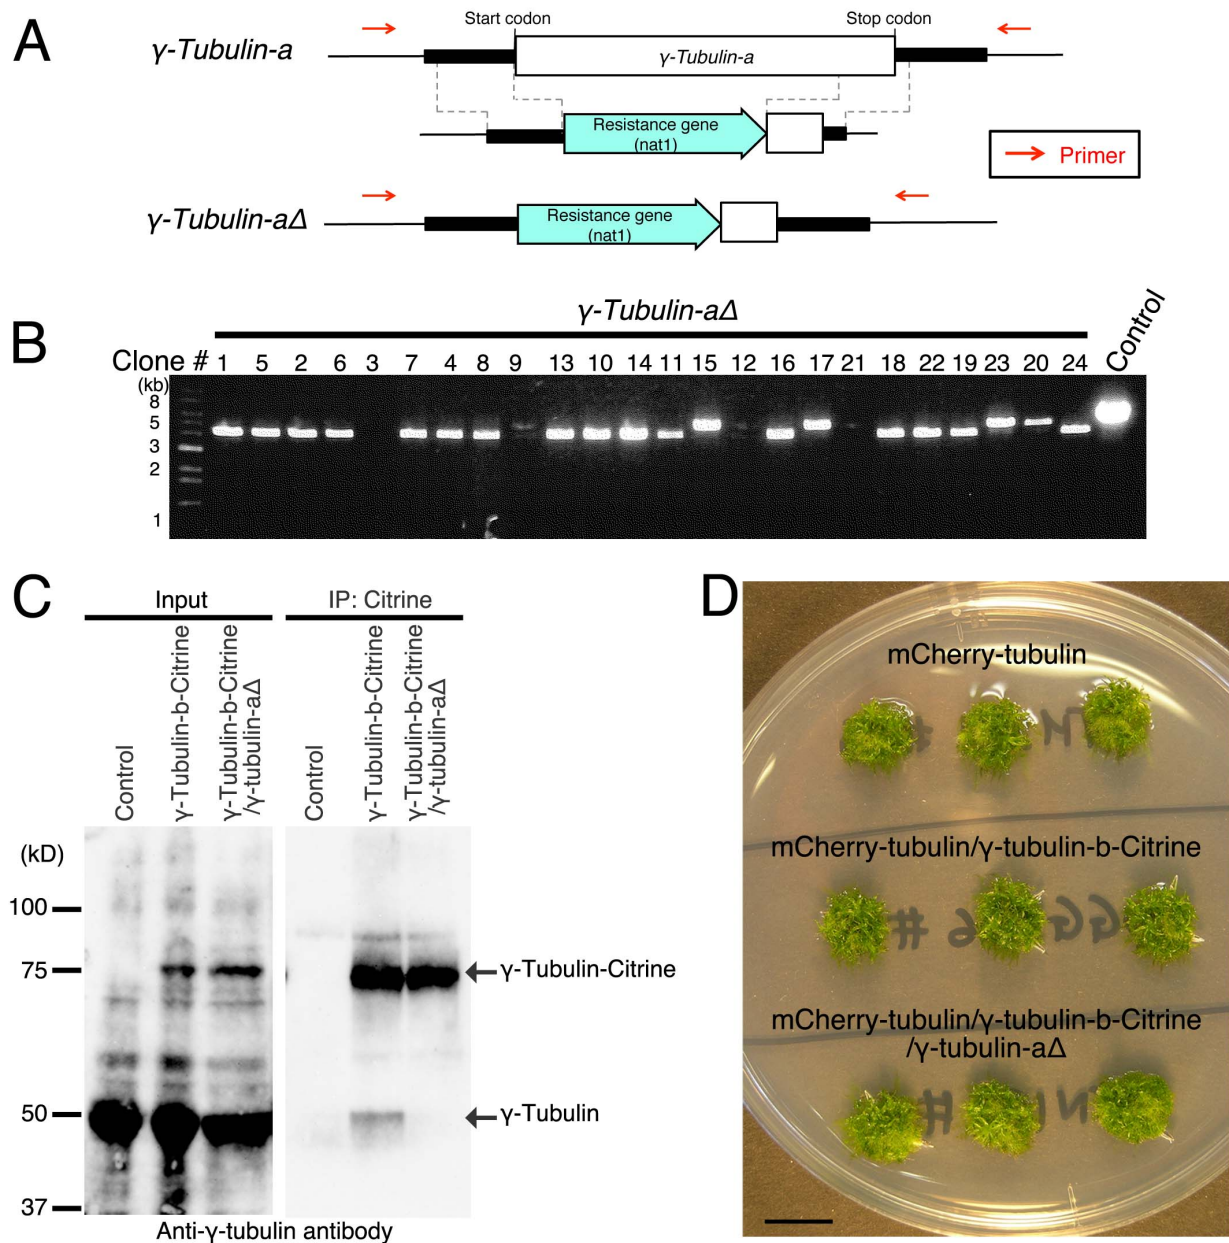 A
γ-Tubulin-a
Start codon
Stop codon
γ-Tubulin-a
Resistance gene
(nat1)
Primer
γ-Tubulin-aΔ
Resistance gene
(nat1)
B
γ-Tubulin-aΔ
Control
Clone # 1 5 2 6 3 7 4 8 9 13 10 14 11 15 12 16 17 21 18 22 19 23 20 24
(kb)
8
5
3
2
1
C
Input
IP: Citrine
Control
γ-Tubulin-b-Citrine
γ-Tubulin-b-Citrine
/γ-tubulin-aΔ
Control
γ-Tubulin-b-Citrine
γ-Tubulin-b-Citrine
/γ-tubulin-aΔ
(kD)
100
75
50
37
γ-Tubulin-Citrine
γ-Tubulin
Anti-γ-tubulin antibody
D
mCherry-tubulin
mCherry-tubulin/γ-tubulin-b-Citrine
# 6 GG
mCherry-tubulin/γ-tubulin-b-Citrine
/γ-tubulin-aΔ